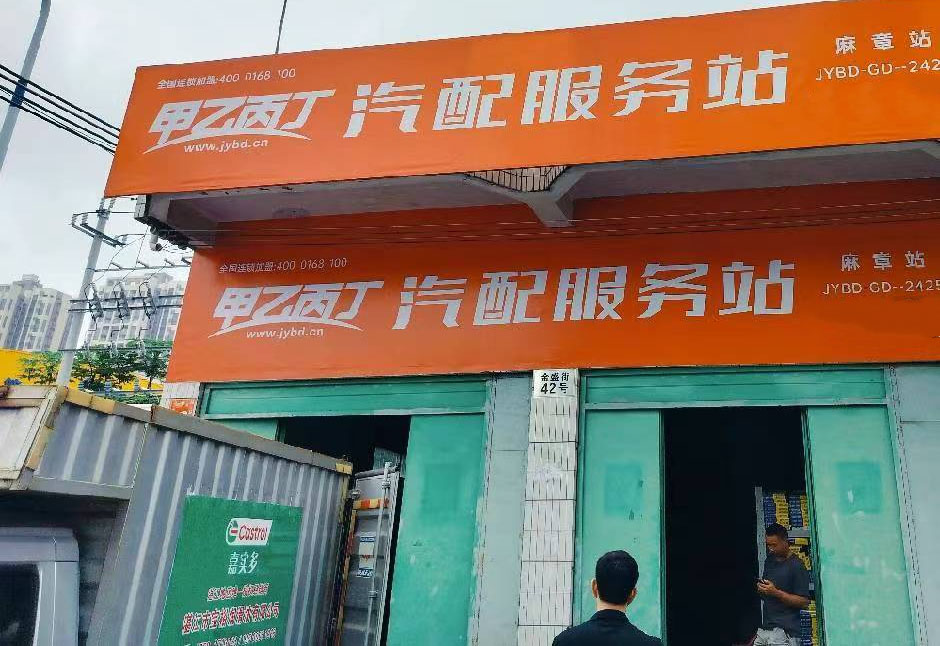 全国连锁加盟:400 0168 100
甲乙丙丁
www.jybd.cn
汽配服务站
麻章站
JYBD-GD--242
全国连锁加盟:400 0168 100
甲乙丙丁
www.jybd.cn
汽配服务站
麻章站
JYBD-GD--2425
金盛街
42号
Castrol
嘉实多